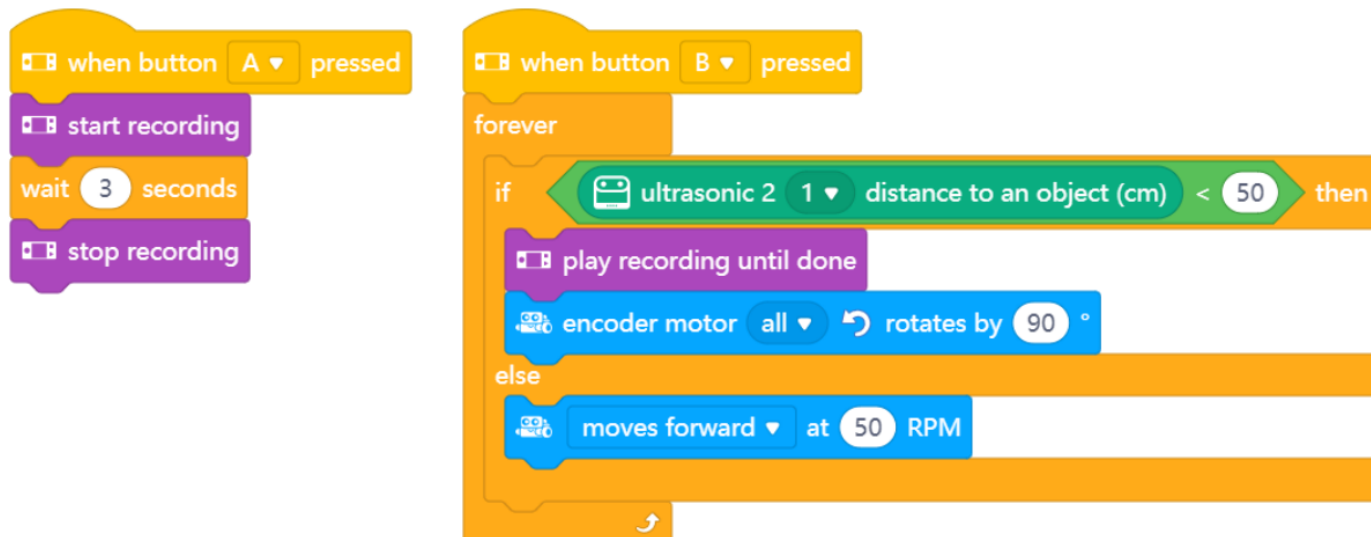 when button A pressed
start recording
wait 3 seconds
stop recording
when button B pressed
forever
if ultrasonic 2 1 distance to an object (cm) < 50 then
play recording until done
encoder motor all rotates by 90 °
else
moves forward at 50 RPM